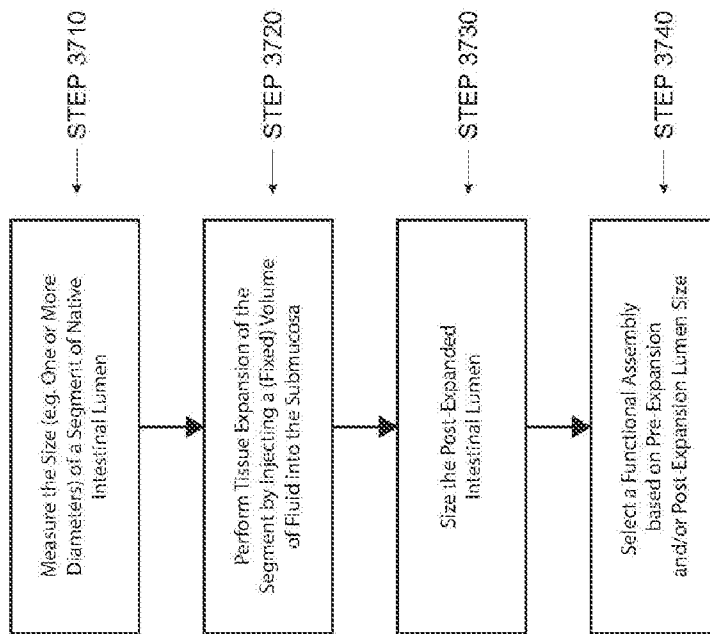 Measure the Size (e.g. One or More
Diameters) of a Segment of Native
Intestinal Lumen
STEP 3710
Perform Tissue Expansion of the
Segment by Injecting a (Fixed) Volume
of Fluid into the Submucosa
STEP 3720
Size the Post-Expanded
Intestinal Lumen
STEP 3730
Select a Functional Assembly
based on Pre-Expansion
and/or Post-Expansion Lumen Size
STEP 3740